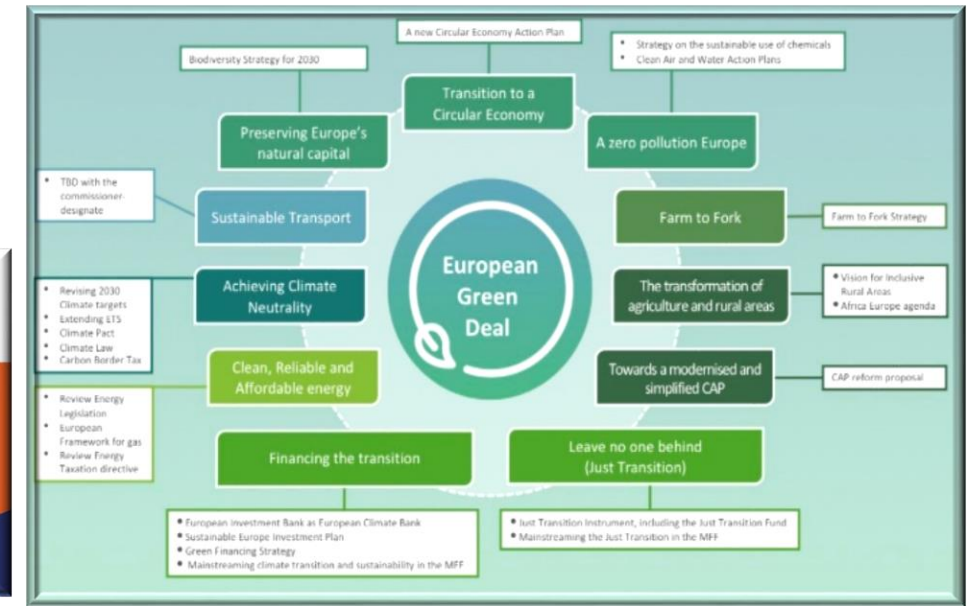 A new Circular Economy Action Plan
Biodiversity Strategy for 2030
• Strategy on the sustainable use of chemicals
• Clean Air and Water Action Plans
Transition to a
Circular Economy
Preserving Europe's
natural capital
A zero pollution Europe
• TBD with the
commissioner-
designate
Sustainable Transport
Farm to Fork
Farm to Fork Strategy
European
Green
Deal
• Revising 2030
Climate targets
• Extending ETS
• Climate Pact
• Climate Law
• Carbon Border Tax
Achieving Climate
Neutrality
The transformation of
agriculture and rural areas
• Vision for Inclusive
Rural Areas
• Africa Europe agenda
Clean, Reliable and
Affordable energy
Towards a modernised and
simplified CAP
CAP reform proposal
• Review Energy
Legislation
• European
Framework for gas
• Review Energy
Taxation directive
Financing the transition
Leave no one behind
(Just Transition)
• European Investment Bank as European Climate Bank
• Sustainable Europe Investment Plan
• Green Financing Strategy
• Mainstreaming climate transition and sustainability in the MFF
• Just Transition Instrument, including the Just Transition Fund
• Mainstreaming the Just Transition in the MFF